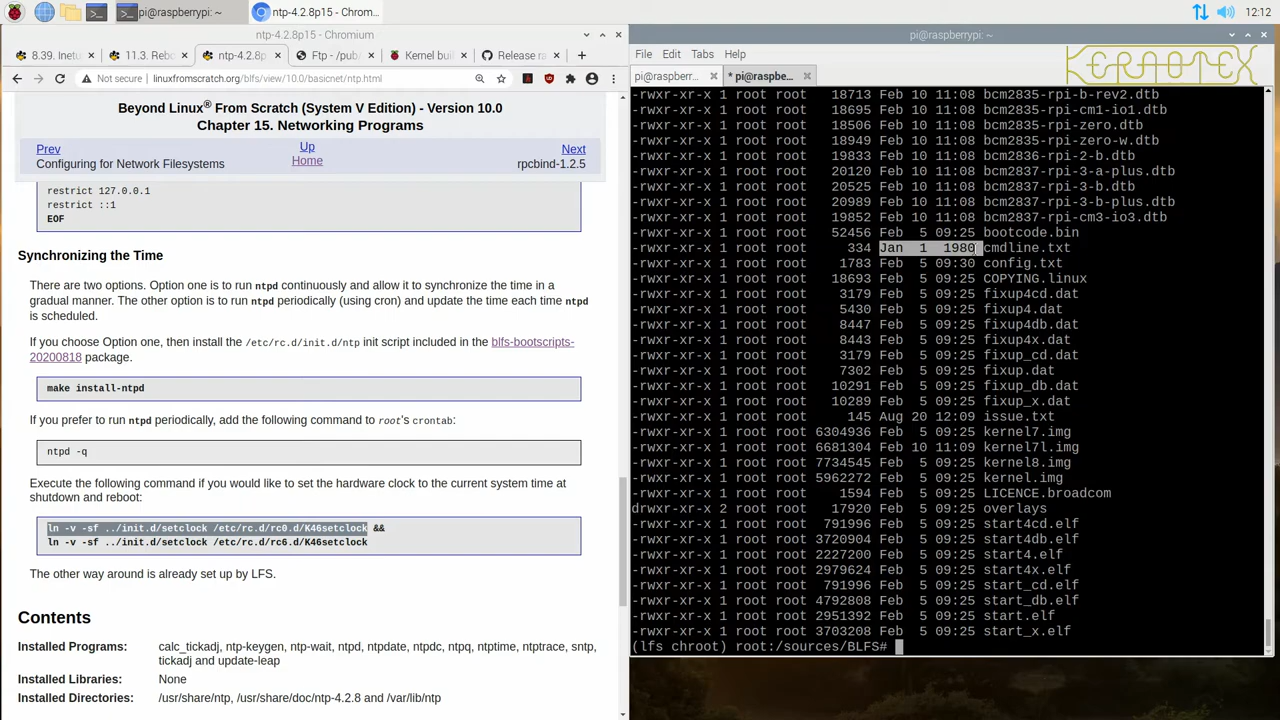 pi@raspberrypi: ~
ntp-4.2.8p15 - Chrom...
12:12
ntp-4.2.8p15 - Chromium
8.39. Inetu
11.3. Rebo
ntp-4.2.8p15
Ftp - /pub/
Kernel buil
Release ra
Not secure | linuxfromscratch.org/blfs/view/10.0/basicnet/ntp.html
Beyond Linux® From Scratch (System V Edition) - Version 10.0
Chapter 15. Networking Programs
Prev
Up
Next
Configuring for Network Filesystems
Home
rpcbind-1.2.5
restrict 127.0.0.1
restrict ::1
EOF
Synchronizing the Time
There are two options. Option one is to run ntpd continuously and allow it to synchronize the time in a
gradual manner. The other option is to run ntpd periodically (using cron) and update the time each time ntpd
is scheduled.
If you choose Option one, then install the /etc/rc.d/init.d/ntp init script included in the blfs-bootscripts-
20200818 package.
make install-ntpd
If you prefer to run ntpd periodically, add the following command to root's crontab:
ntpd -q
Execute the following command if you would like to set the hardware clock to the current system time at
shutdown and reboot:
ln -v -sf ../init.d/setclock /etc/rc.d/rc0.d/K46setclock &&
ln -v -sf ../init.d/setclock /etc/rc.d/rc6.d/K46setclock
The other way around is already set up by LFS.
Contents
Installed Programs: calc_tickadj, ntp-keygen, ntp-wait, ntpd, ntpdate, ntpdc, ntpq, ntptime, ntptrace, sntp,
tickadj and update-leap
Installed Libraries: None
Installed Directories: /usr/share/ntp, /usr/share/doc/ntp-4.2.8 and /var/lib/ntp
pi@raspberrypi: ~
File Edit Tabs Help
KERNOTEX
pi@raspberr...
* pi@raspbe...
-rwxr-xr-x 1 root root 18713 Feb 10 11:08 bcm2835-rpi-b-rev2.dtb
-rwxr-xr-x 1 root root 18695 Feb 10 11:08 bcm2835-rpi-cm1-io1.dtb
-rwxr-xr-x 1 root root 18506 Feb 10 11:08 bcm2835-rpi-zero.dtb
-rwxr-xr-x 1 root root 18949 Feb 10 11:08 bcm2835-rpi-zero-w.dtb
-rwxr-xr-x 1 root root 19833 Feb 10 11:08 bcm2836-rpi-2-b.dtb
-rwxr-xr-x 1 root root 20120 Feb 10 11:08 bcm2837-rpi-3-a-plus.dtb
-rwxr-xr-x 1 root root 20525 Feb 10 11:08 bcm2837-rpi-3-b.dtb
-rwxr-xr-x 1 root root 20989 Feb 10 11:08 bcm2837-rpi-3-b-plus.dtb
-rwxr-xr-x 1 root root 19852 Feb 10 11:08 bcm2837-rpi-cm3-io3.dtb
-rwxr-xr-x 1 root root 52456 Feb 5 09:25 bootcode.bin
-rwxr-xr-x 1 root root 334 Jan 1 1980 cmdline.txt
-rwxr-xr-x 1 root root 1783 Feb 5 09:30 config.txt
-rwxr-xr-x 1 root root 18693 Feb 5 09:25 COPYING.linux
-rwxr-xr-x 1 root root 3179 Feb 5 09:25 fixup4cd.dat
-rwxr-xr-x 1 root root 5430 Feb 5 09:25 fixup4.dat
-rwxr-xr-x 1 root root 8447 Feb 5 09:25 fixup4db.dat
-rwxr-xr-x 1 root root 8443 Feb 5 09:25 fixup4x.dat
-rwxr-xr-x 1 root root 3179 Feb 5 09:25 fixup_cd.dat
-rwxr-xr-x 1 root root 7302 Feb 5 09:25 fixup.dat
-rwxr-xr-x 1 root root 10291 Feb 5 09:25 fixup_db.dat
-rwxr-xr-x 1 root root 10289 Feb 5 09:25 fixup_x.dat
-rwxr-xr-x 1 root root 145 Aug 20 12:09 issue.txt
-rwxr-xr-x 1 root root 6304936 Feb 5 09:25 kernel7.img
-rwxr-xr-x 1 root root 6681304 Feb 10 11:09 kernel7l.img
-rwxr-xr-x 1 root root 7734545 Feb 5 09:25 kernel8.img
-rwxr-xr-x 1 root root 5962272 Feb 5 09:25 kernel.img
-rwxr-xr-x 1 root root 1594 Feb 5 09:25 LICENCE.broadcom
drwxr-xr-x 2 root root 17920 Feb 5 09:25 overlays
-rwxr-xr-x 1 root root 791996 Feb 5 09:25 start4cd.elf
-rwxr-xr-x 1 root root 3720904 Feb 5 09:25 start4db.elf
-rwxr-xr-x 1 root root 2227200 Feb 5 09:25 start4.elf
-rwxr-xr-x 1 root root 2979624 Feb 5 09:25 start4x.elf
-rwxr-xr-x 1 root root 791996 Feb 5 09:25 start_cd.elf
-rwxr-xr-x 1 root root 4792808 Feb 5 09:25 start_db.elf
-rwxr-xr-x 1 root root 2951392 Feb 5 09:25 start.elf
-rwxr-xr-x 1 root root 3703208 Feb 5 09:25 start_x.elf
(lfs chroot) root:/sources/BLFS#